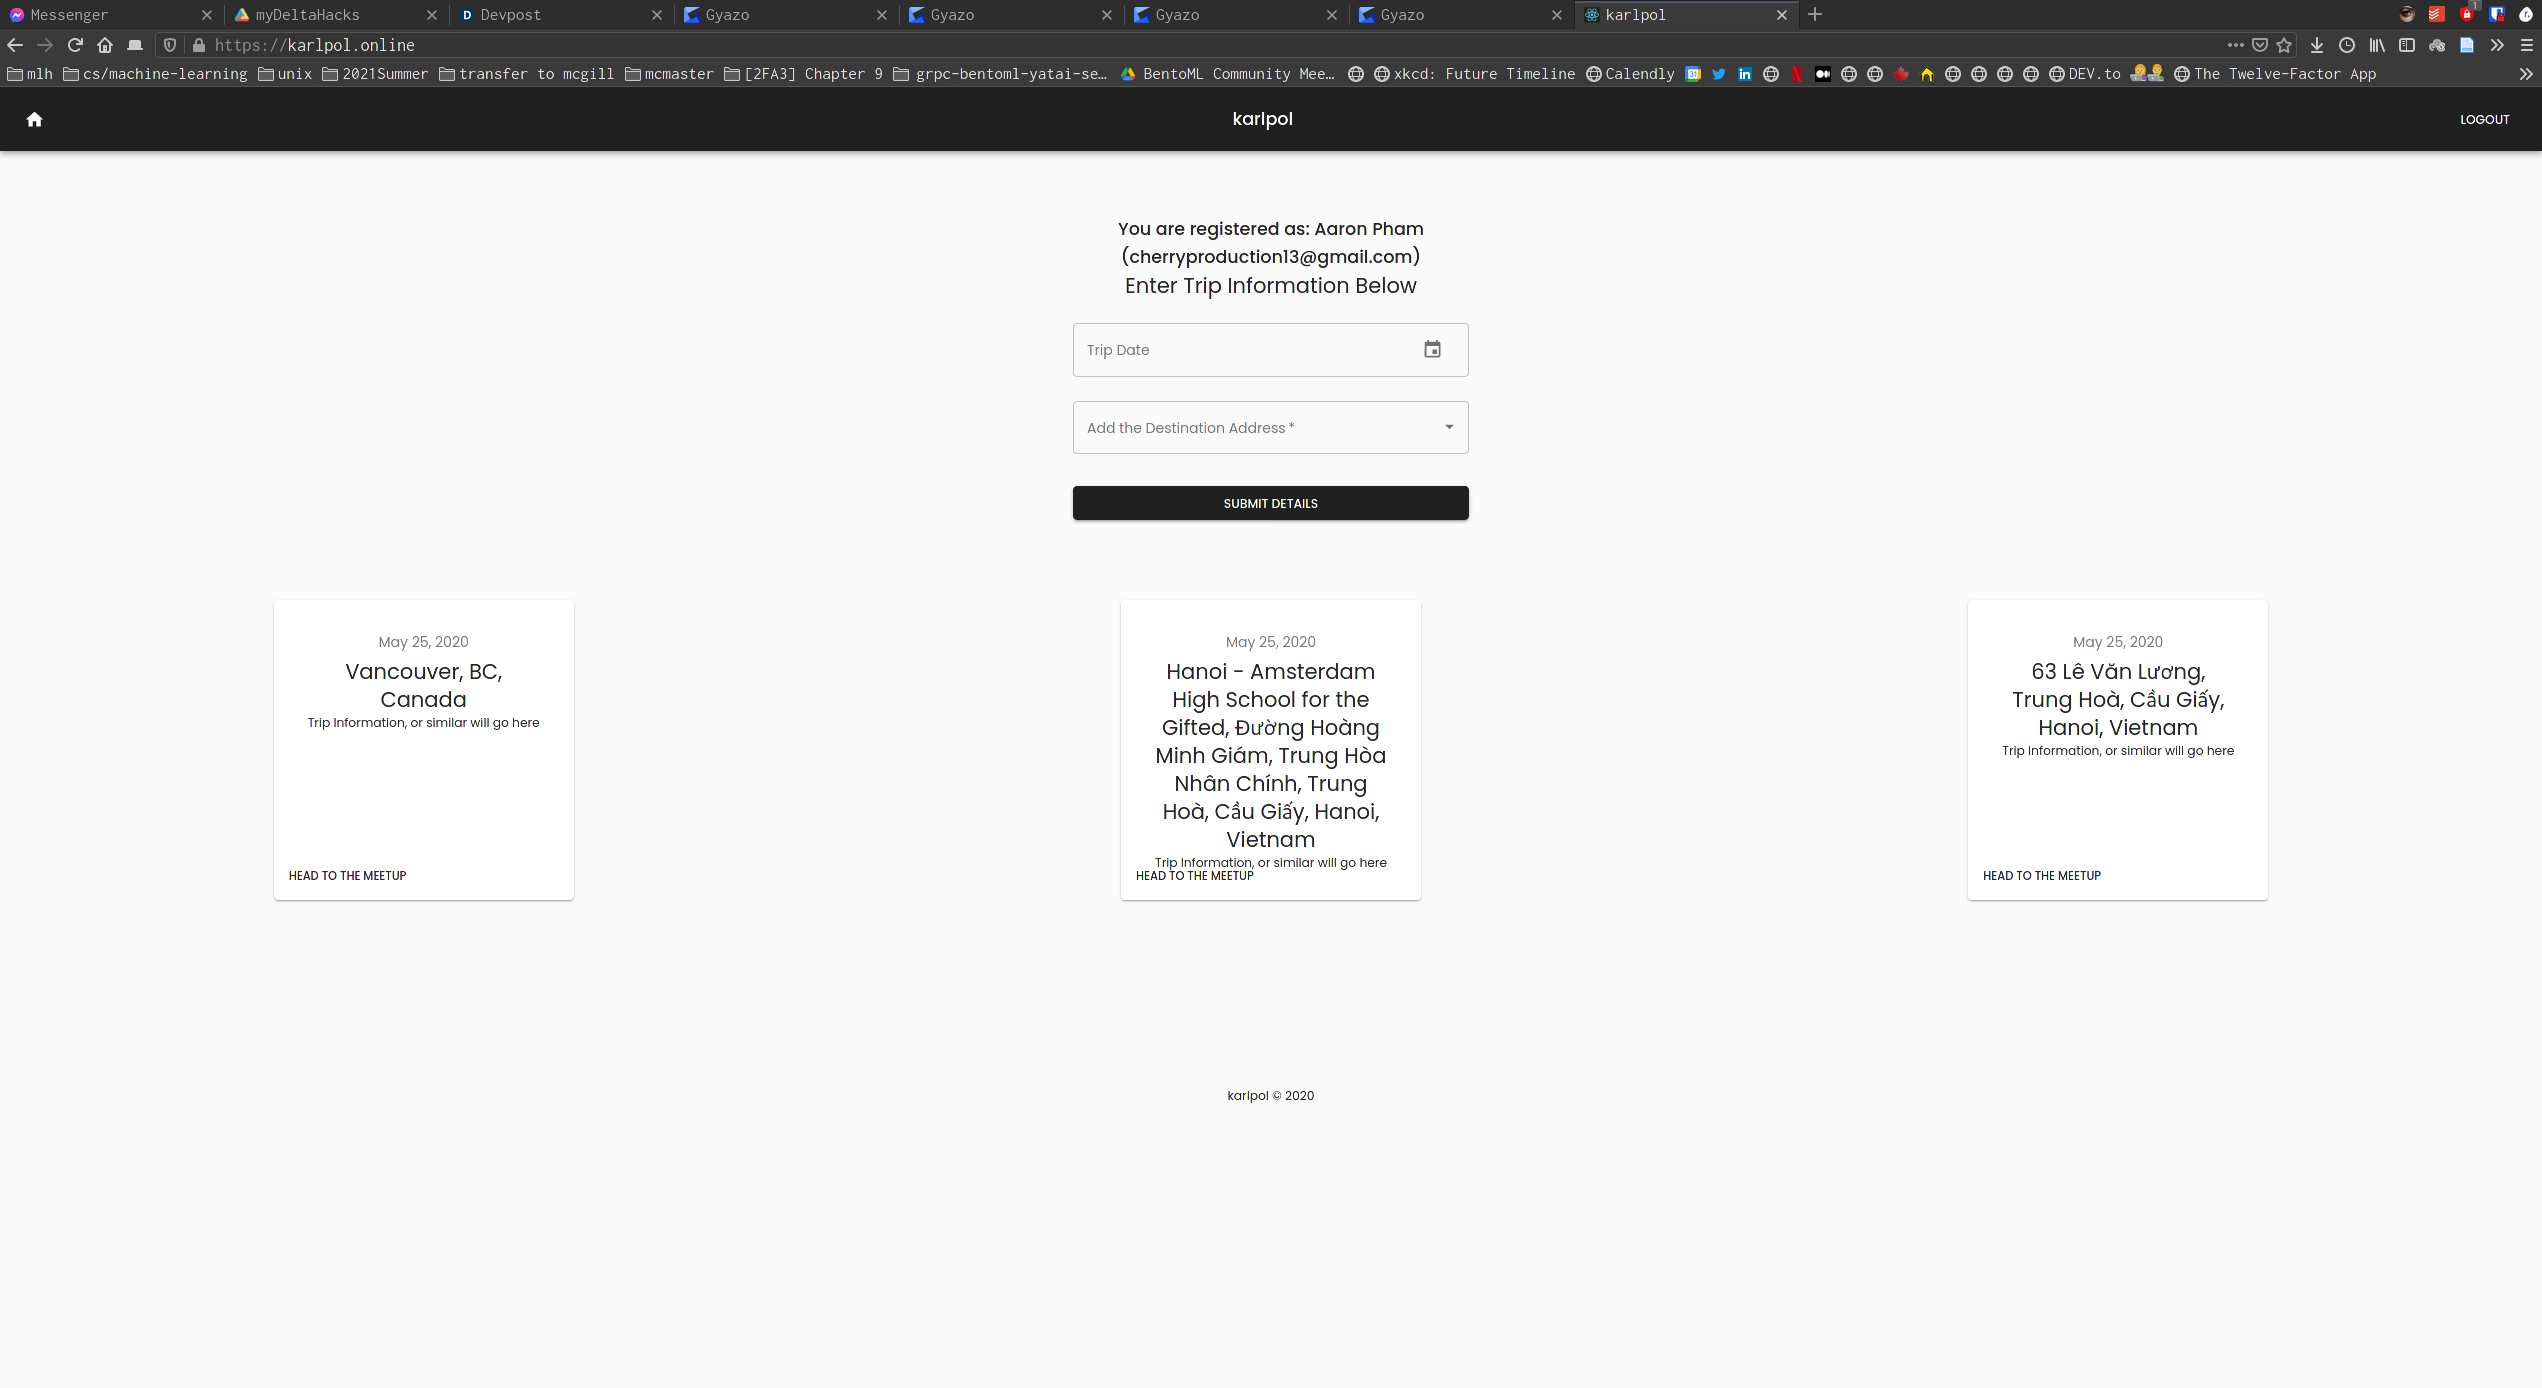 Messenger
myDeltaHacks
Devpost
Gyazo
Gyazo
Gyazo
Gyazo
karlpol
1
https://karlpol.online
mlh cs/machine-learning unix 2021Summer transfer to mcgill mcmaster [2FA3] Chapter 9 grpc-bentoml-yatai-se… BentoML Community Mee… xkcd: Future Timeline Calendly DEV.to The Twelve-Factor App
karlpol
LOGOUT
You are registered as: Aaron Pham
(cherryproduction13@gmail.com)
Enter Trip Information Below
Trip Date
Add the Destination Address *
SUBMIT DETAILS
May 25, 2020
Vancouver, BC,
Canada
Trip Information, or similar will go here
HEAD TO THE MEETUP
May 25, 2020
Hanoi - Amsterdam
High School for the
Gifted, Đường Hoàng
Minh Giám, Trung Hòa
Nhân Chính, Trung
Hoà, Cầu Giấy, Hanoi,
Vietnam
Trip Information, or similar will go here
HEAD TO THE MEETUP
May 25, 2020
63 Lê Văn Lương,
Trung Hoà, Cầu Giấy,
Hanoi, Vietnam
Trip Information, or similar will go here
HEAD TO THE MEETUP
karlpol © 2020